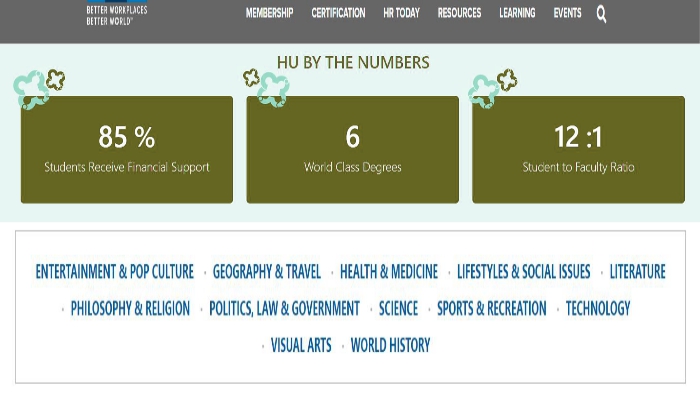 BETTER WORKPLACES
BETTER WORLD®
MEMBERSHIP CERTIFICATION HR TODAY RESOURCES LEARNING EVENTS
HU BY THE NUMBERS
85 % 6 12 :1
Students Receive Financial Support World Class Degrees Student to Faculty Ratio
ENTERTAINMENT & POP CULTURE · GEOGRAPHY & TRAVEL · HEALTH & MEDICINE · LIFESTYLES & SOCIAL ISSUES · LITERATURE
· PHILOSOPHY & RELIGION · POLITICS, LAW & GOVERNMENT · SCIENCE · SPORTS & RECREATION · TECHNOLOGY
· VISUAL ARTS · WORLD HISTORY